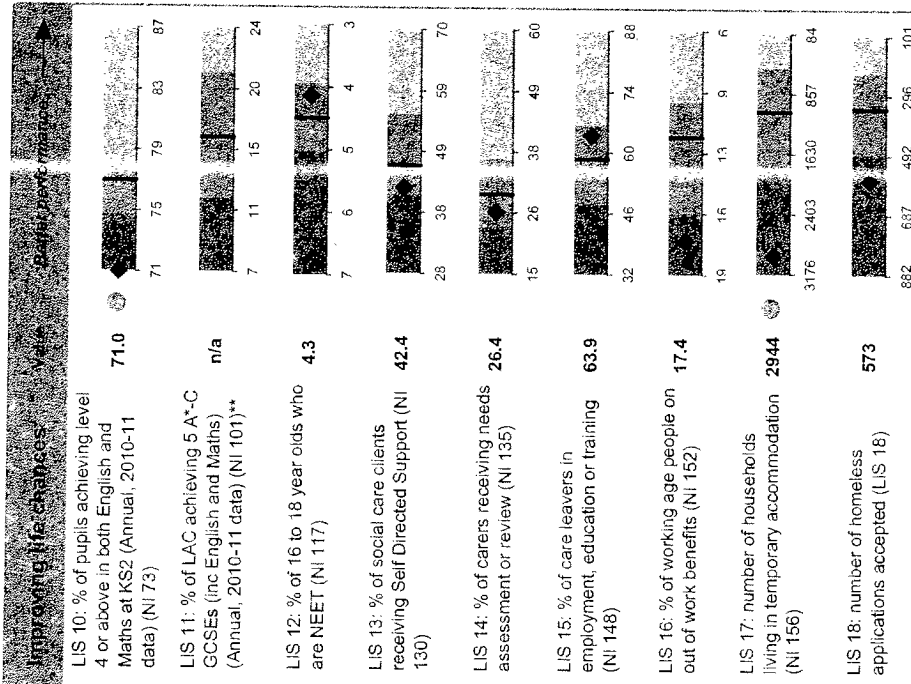 Improving life chances Value Better performance
LIS 10: % of pupils achieving level
4 or above in both English and
Maths at KS2 (Annual, 2010-11
data) (NI 73)
71.0
71 75 79 83 87
LIS 11: % of LAC achieving 5 A*-C
GCSEs (inc English and Maths)
(Annual, 2010-11 data) (NI 101)**
n/a
7 11 15 20 24
LIS 12: % of 16 to 18 year olds who
are NEET (NI 117)
4.3
7 6 5 4 3
LIS 13: % of social care clients
receiving Self Directed Support (NI
130)
42.4
28 38 49 59 70
LIS 14: % of carers receiving needs
assessment or review (NI 135)
26.4
15 26 38 49 60
LIS 15: % of care leavers in
employment, education or training
(NI 148)
63.9
32 46 60 74 88
LIS 16: % of working age people on
out of work benefits (NI 152)
17.4
19 16 13 9 6
LIS 17: number of households
living in temporary accommodation
(NI 156)
2944
3176 2403 1630 857 84
LIS 18: number of homeless
applications accepted (LIS 18)
573
882 687 492 296 101